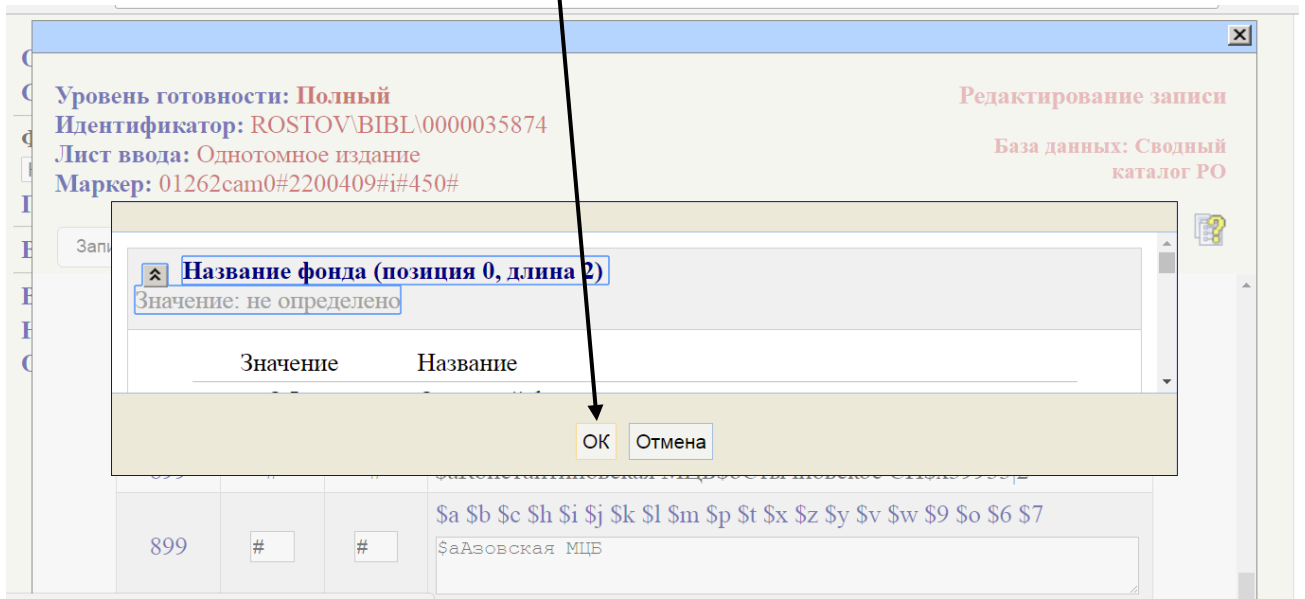 Уровень готовности: Полный
Редактирование записи
Идентификатор: ROSTOV\BIBL\0000035874
Лист ввода: Однотомное издание
База данных: Сводный
каталог РО
Маркер: 01262cam0#2200409#i#450#
Название фонда (позиция 0, длина 2)
Значение: не определено
Значение Название
OK Отмена
$a $b $c $h $i $j $k $l $m $p $t $x $z $y $v $w $9 $o $6 $7
899 # # $aАзовская МЦБ